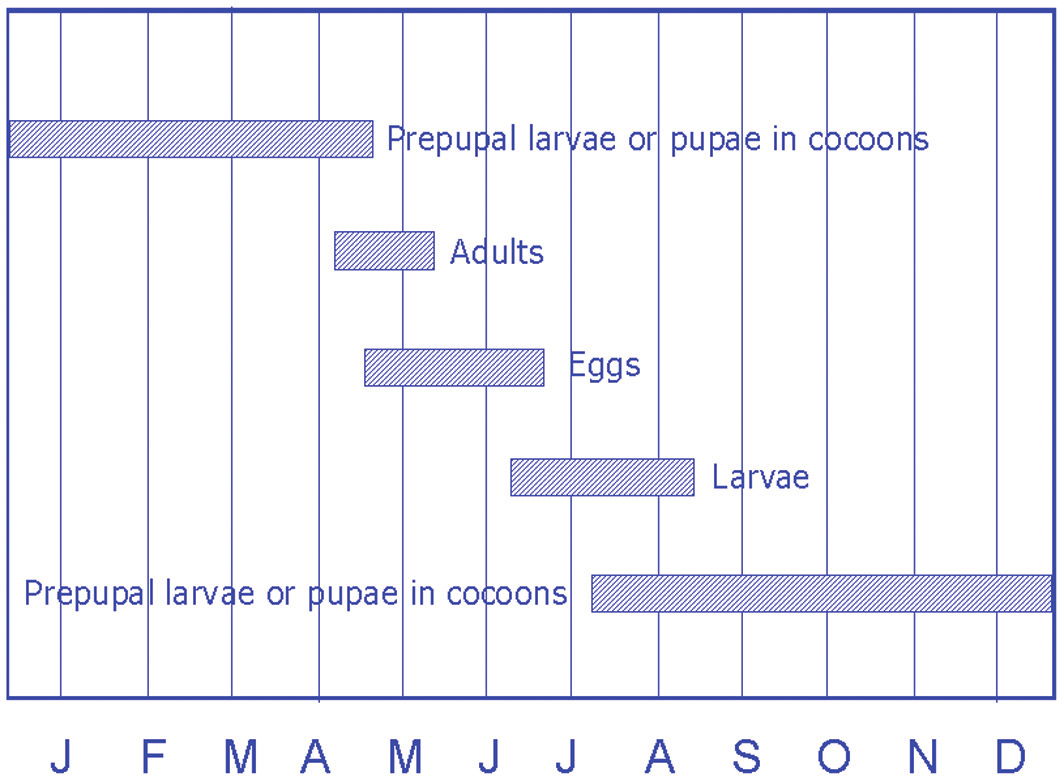 Prepupal larvae or pupae in cocoons
Adults
Eggs
Larvae
Prepupal larvae or pupae in cocoons
J F M A M J J A S O N D